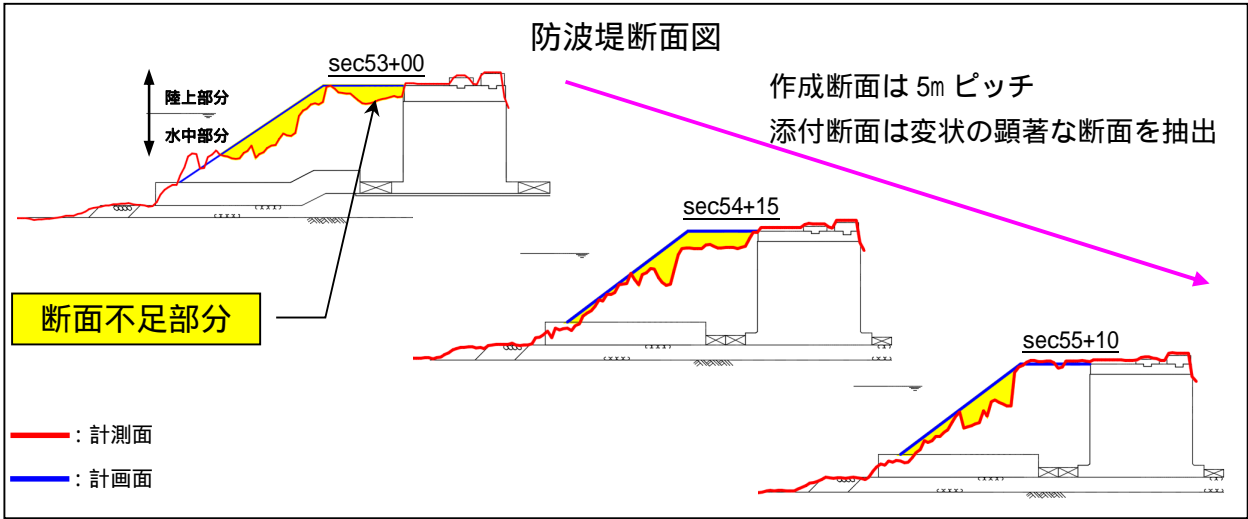 防波堤断面図
sec53+00
陸上部分
水中部分
作成断面は 5m ピッチ
添付断面は変状の顕著な断面を抽出
sec54+15
断面不足部分
sec55+10
：計測面
：計画面